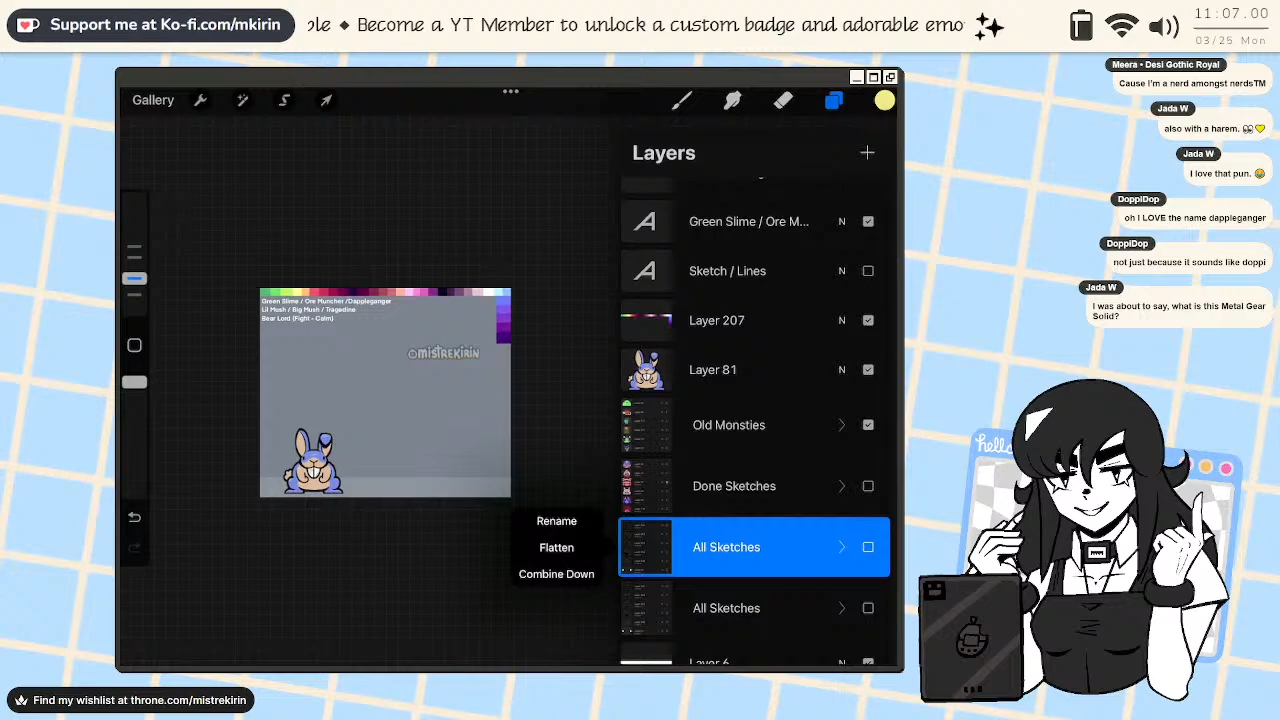 Support me at Ko-fi.com/mkirin
ple ◆ Become a YT Member to unlock a custom badge and adorable emo
11:07.00
03/25 Mon
Gallery
Layers
Green Slime / Ore M...
N
Sketch / Lines
N
Layer 207
N
Layer 81
N
Old Monsties
Done Sketches
All Sketches
All Sketches
Layer 6
Rename
Flatten
Combine Down
Green Slime / Ore Muncher /Dappleganger
Lil Mush / Big Mush / Tragedine
Bear Lord (Fight - Calm)
@MISTREKIRIN
Meera • Desi Gothic Royal
Cause I'm a nerd amongst nerdsTM
Jada W
also with a harem. 👀💛
Jada W
I love that pun. 😄
DoppiDop
oh I LOVE the name dappleganger
DoppiDop
not just because it sounds like doppi
Jada W
I was about to say, what is this Metal Gear
Solid?
hello
Find my wishlist at throne.com/mistrekirin